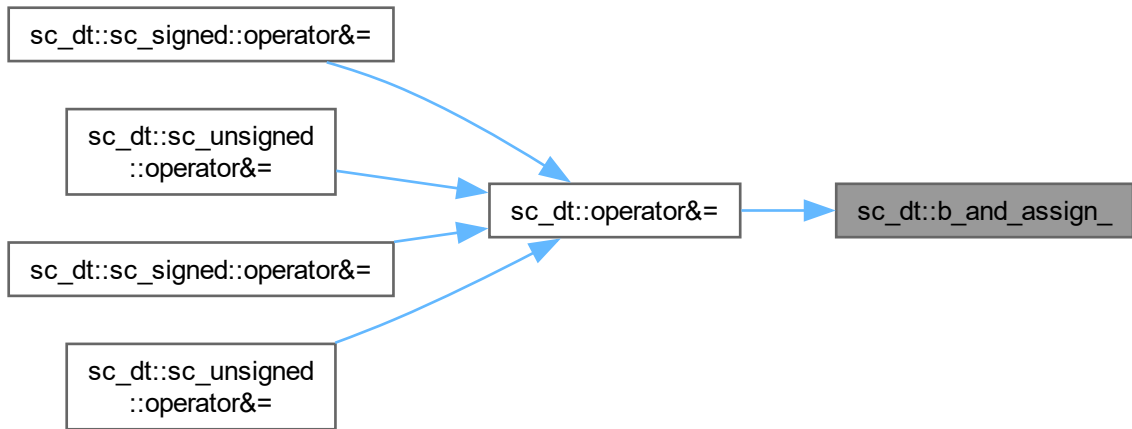 sc_dt::sc_signed::operator&=
sc_dt::sc_unsigned
::operator&=
sc_dt::operator&=
sc_dt::b_and_assign_
sc_dt::sc_signed::operator&=
sc_dt::sc_unsigned
::operator&=